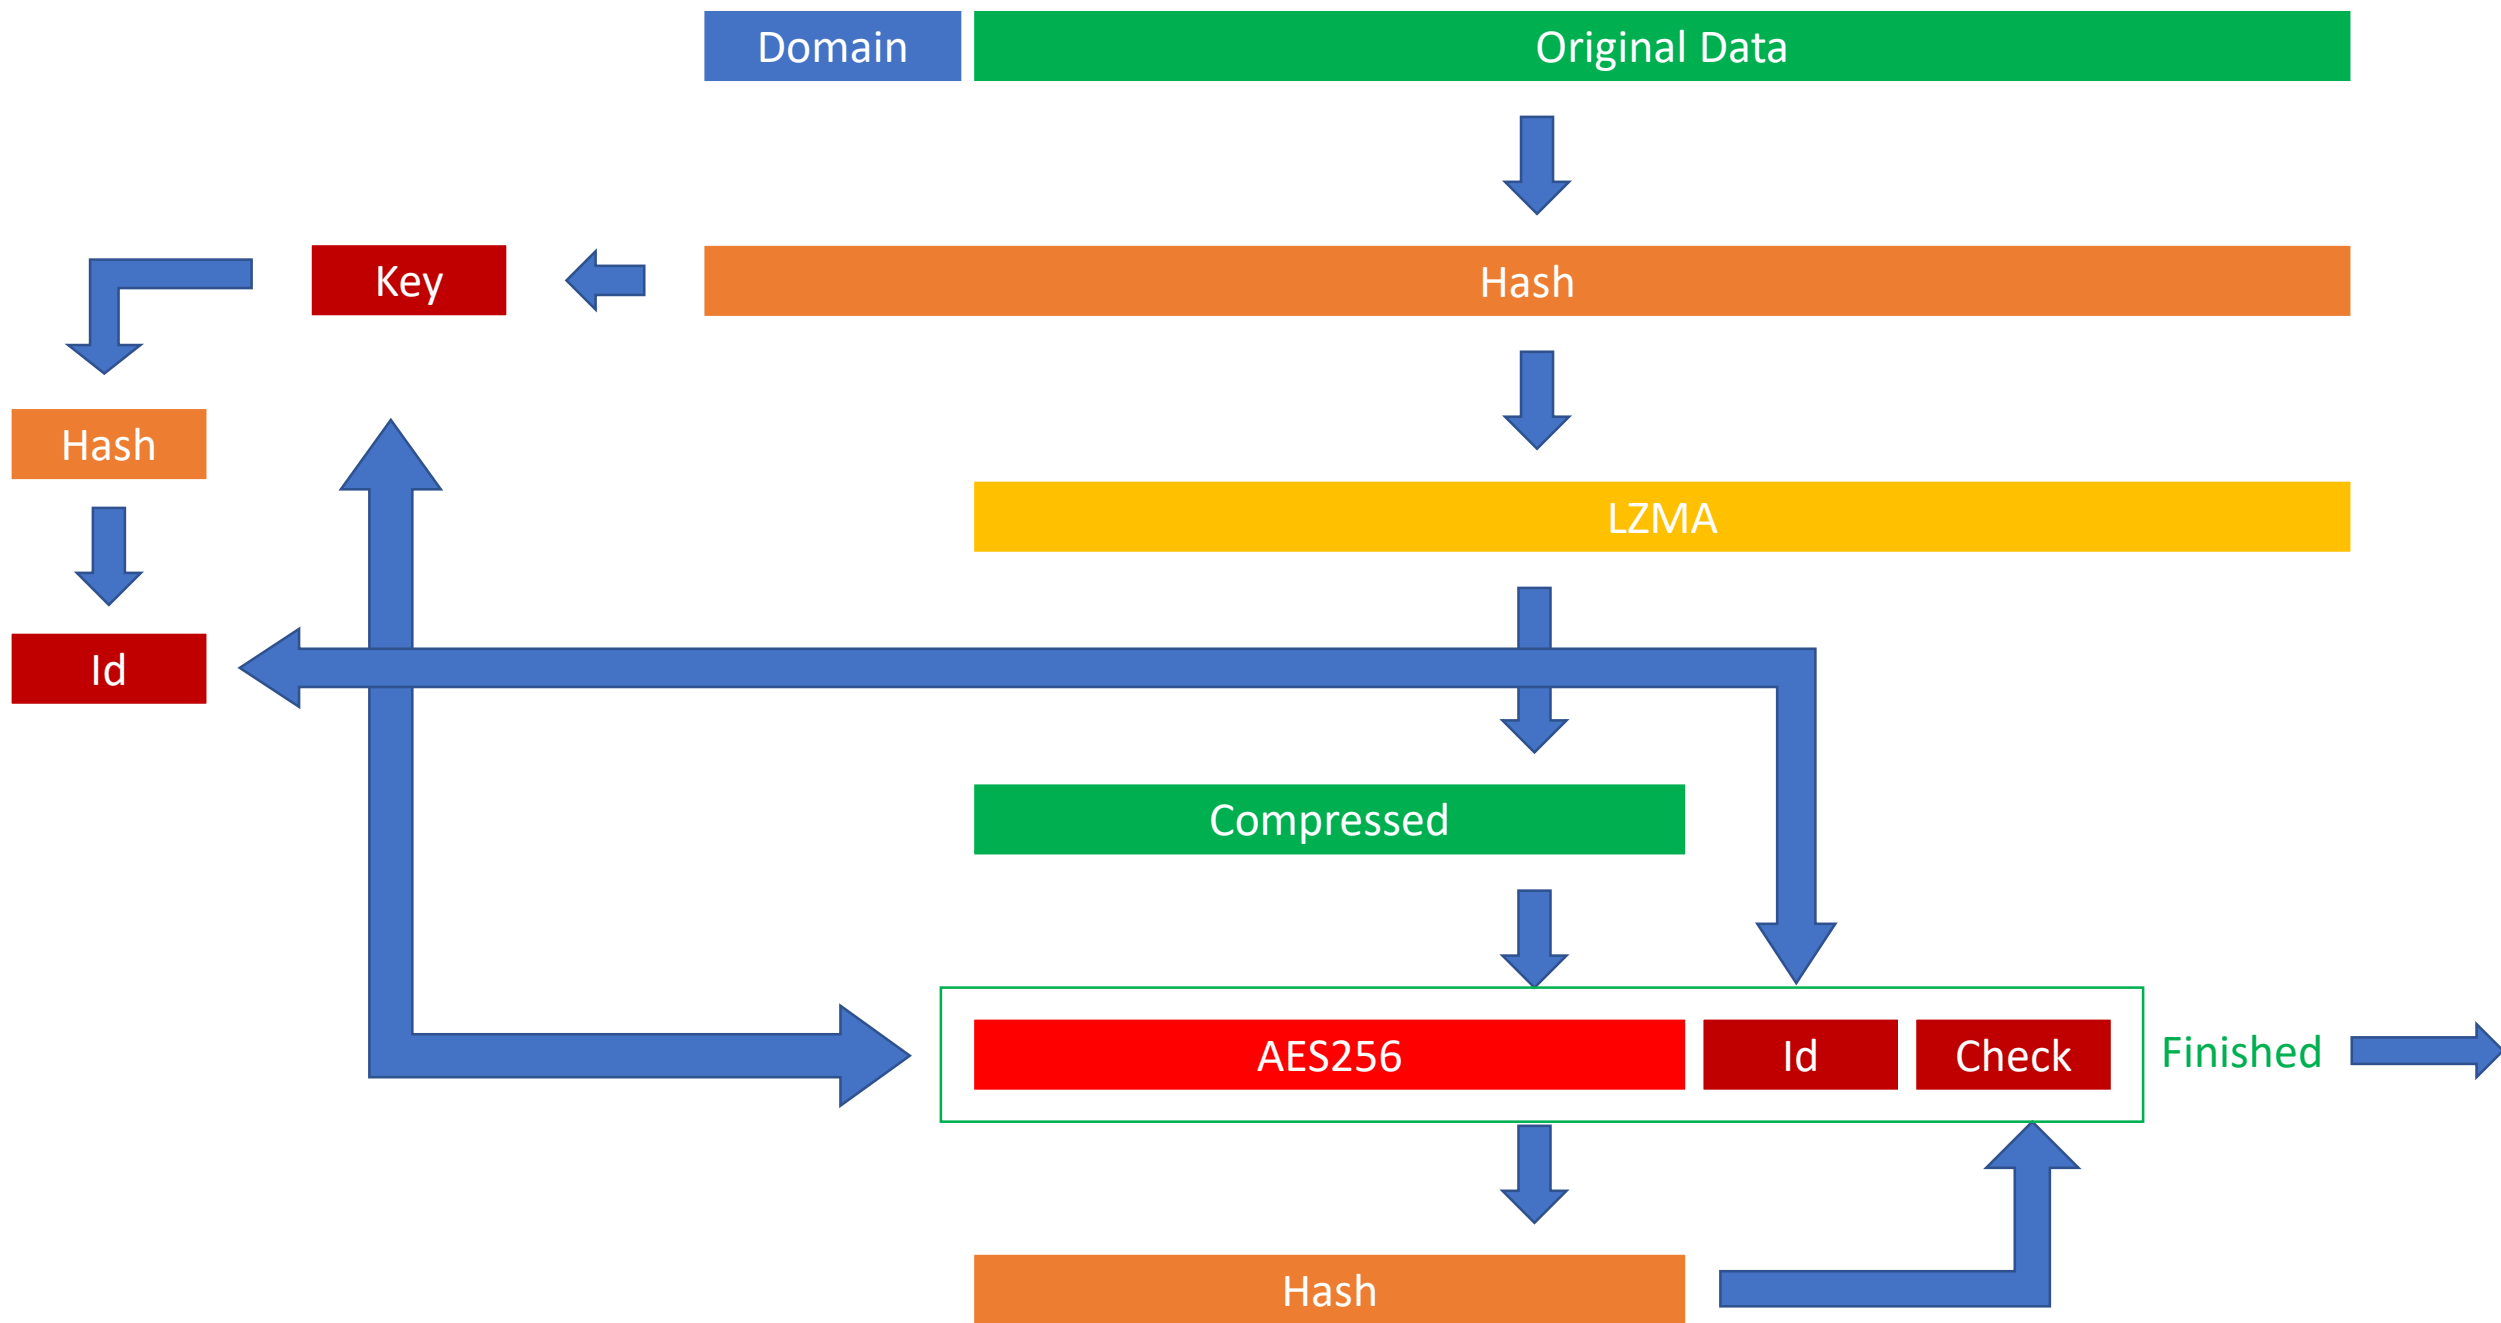 Domain
Original Data
Key
Hash
Hash
LZMA
Id
Compressed
AES256
Id
Check
Finished
Hash